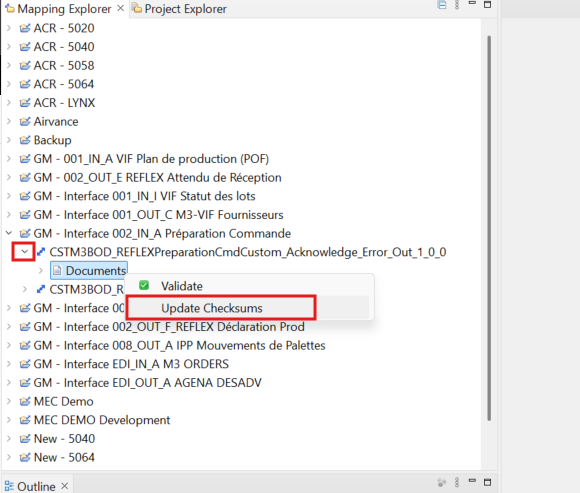 Mapping Explorer × Project Explorer
ACR - 5020
ACR - 5040
ACR - 5058
ACR - 5064
ACR - LYNX
Airvance
Backup
GM - 001_IN_A VIF Plan de production (POF)
GM - 002_OUT_E REFLEX Attendu de Réception
GM - Interface 001_IN_I VIF Statut des lots
GM - Interface 001_OUT_C M3-VIF Fournisseurs
GM - Interface 002_IN_A Préparation Commande
CSTM3BOD_REFLEXPreparationCmdCustom_Acknowledge_Error_Out_1_0_0
Documents
Validate
CSTM3BOD_R
Update Checksums
GM - Interface 00
GM - Interface 002_OUT_F_REFLEX Déclaration Prod
GM - Interface 008_OUT_A IPP Mouvements de Palettes
GM - Interface EDI_IN_A M3 ORDERS
GM - Interface EDI_OUT_A AGENA DESADV
MEC Demo
MEC DEMO Development
New - 5040
New - 5064
Outline ×